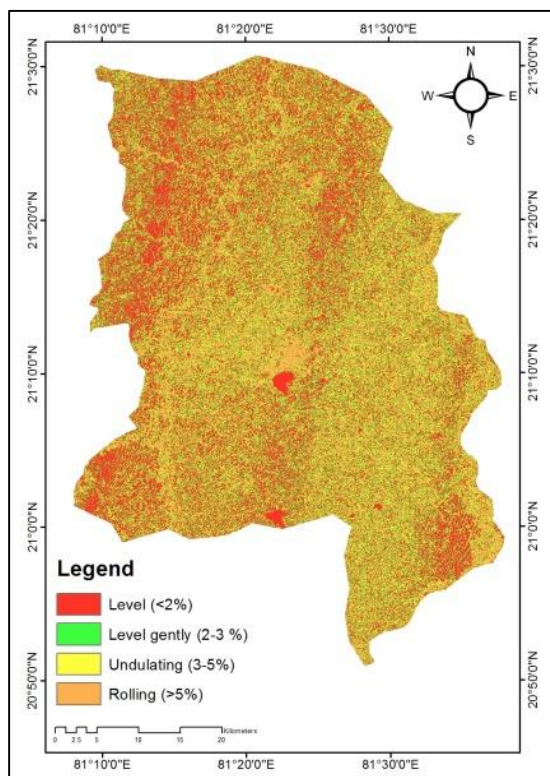 81°10'0"E 81°20'0"E 81°30'0"E
21°30'0"N 21°30'0"N
N
W E
S
21°20'0"N 21°20'0"N
21°10'0"N 21°10'0"N
21°0'0"N 21°0'0"N
20°50'0"N 20°50'0"N
Legend
Level (<2%)
Level gently (2-3 %)
Undulating (3-5%)
Rolling (>5%)
Kilometers
0 2.5 5 10 15 20
81°10'0"E 81°20'0"E 81°30'0"E